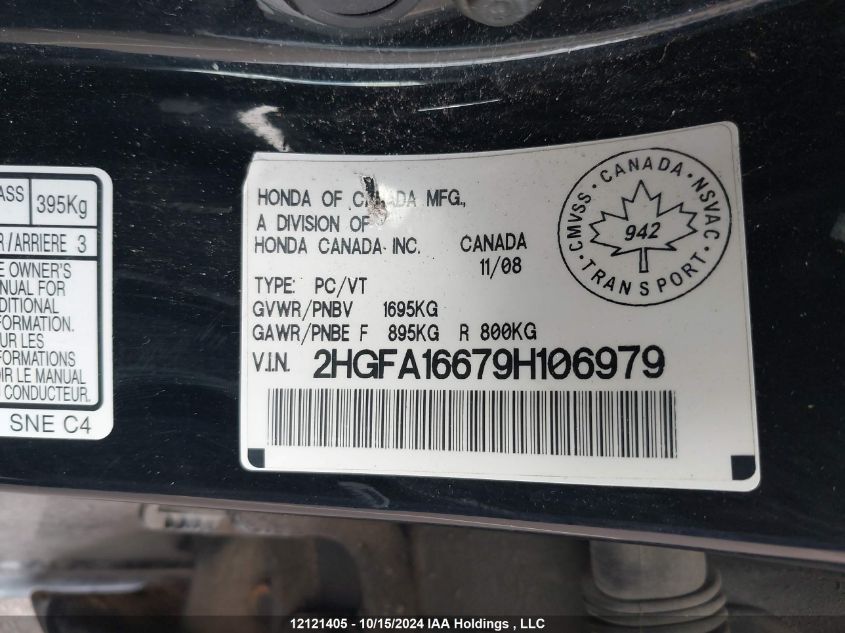 ASS 395Kg
R/ARRIERE 3
E OWNER'S
NUAL FOR
DITIONAL
FORMATION.
UR LES
FORMATIONS
IR LE MANUEL
CONDUCTEUR.
SNE C4
HONDA OF CANADA MFG.,
A DIVISION OF
HONDA CANADA INC. CANADA
11/08
TYPE: PC/VT
GVWR/PNBV 1695KG
GAWR/PNBE F 895KG R 800KG
V.I.N. 2HGFA16679H106979
CMVSS · CANADA · NSVAC · TRANSPORT ·
942
12121405 - 10/15/2024 IAA Holdings , LLC